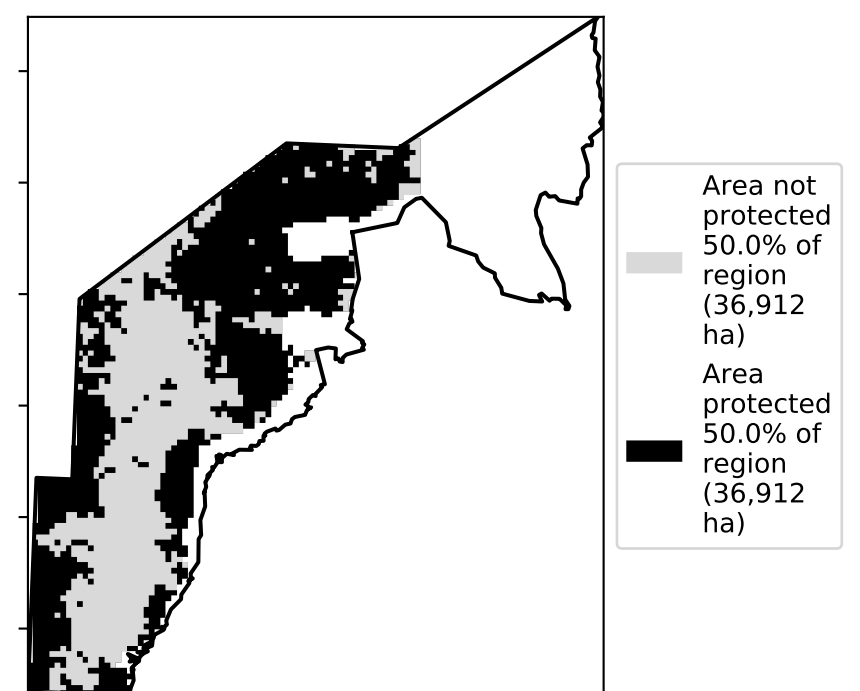 Area not
protected
50.0% of
region
(36,912
ha)
Area
protected
50.0% of
region
(36,912
ha)